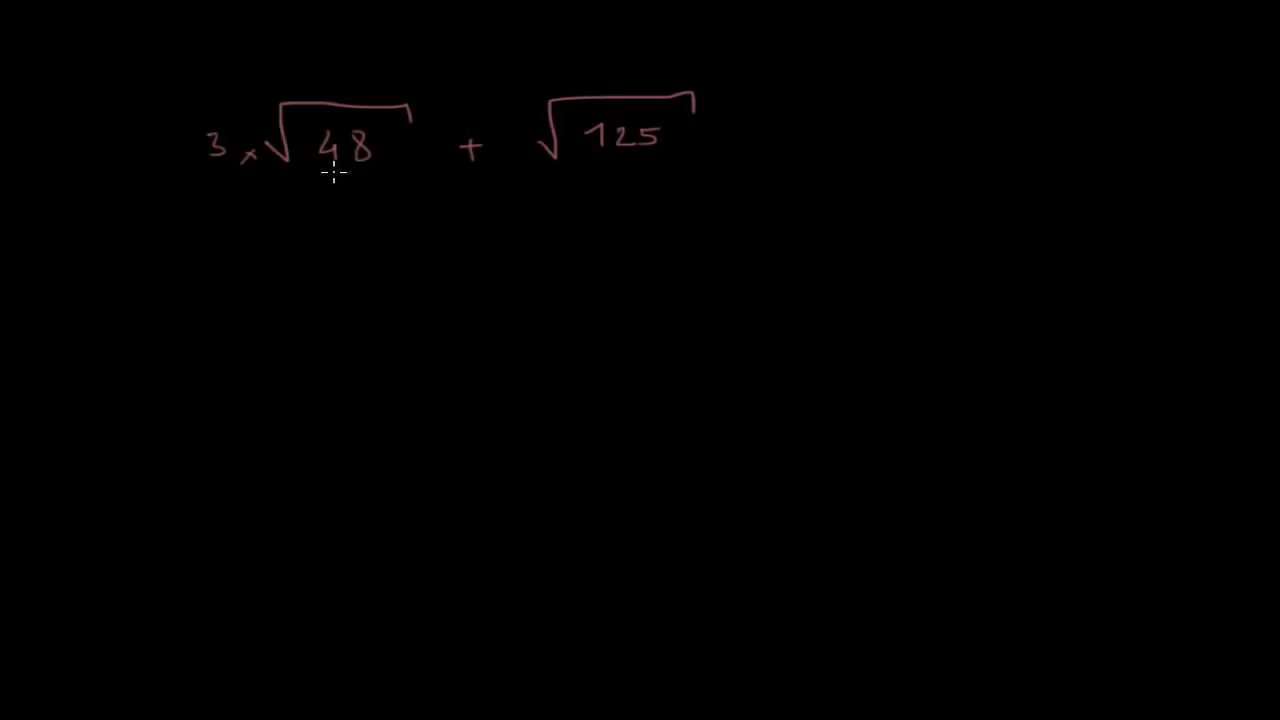 3 × √48 + √125